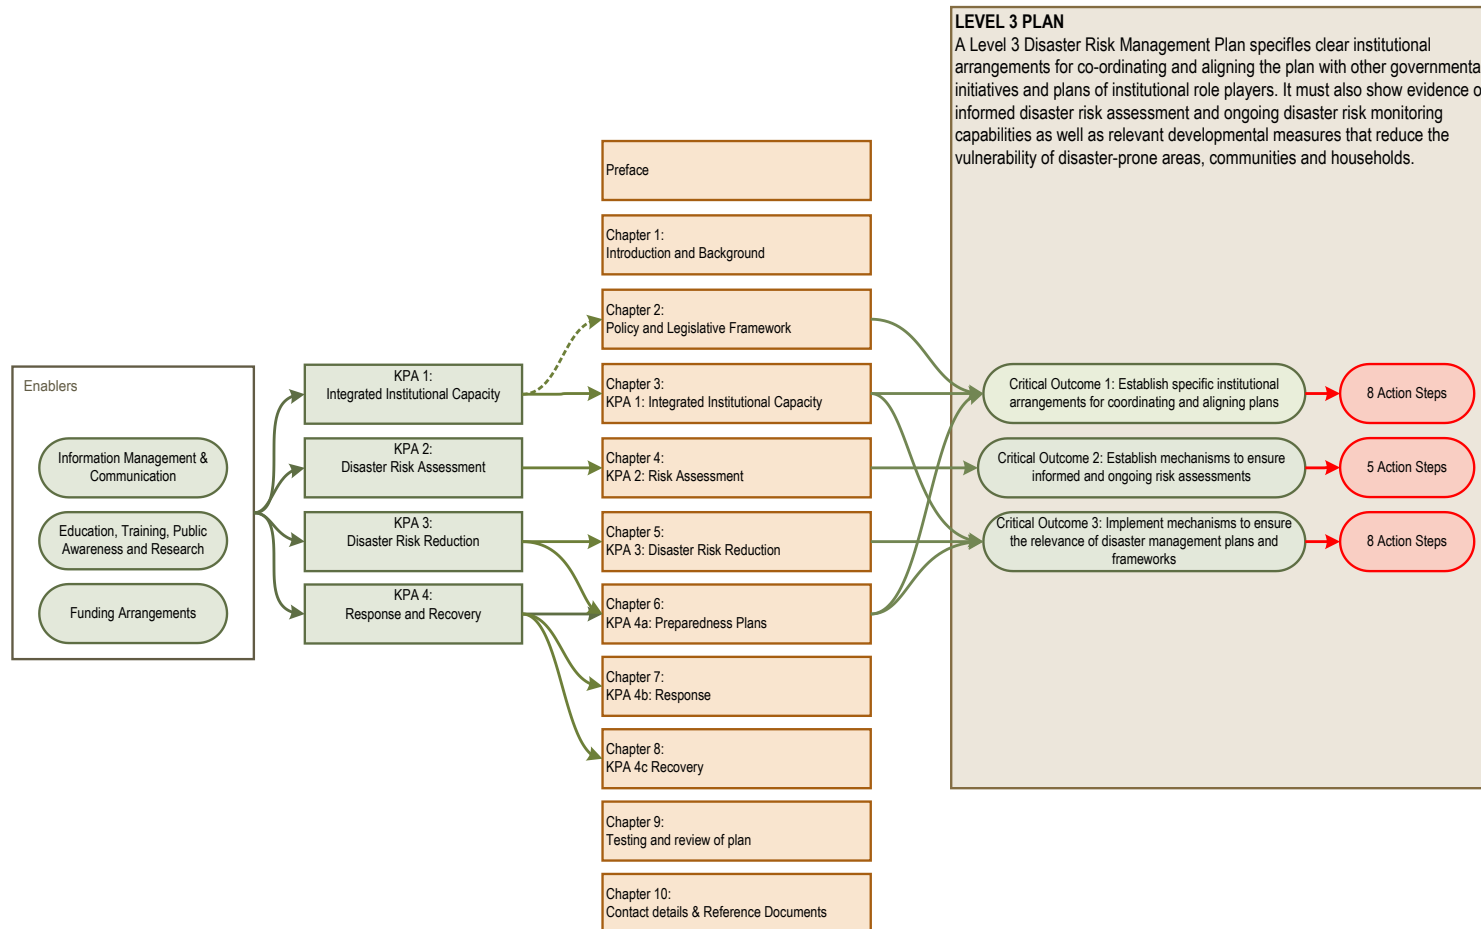 LEVEL 3 PLAN
A Level 3 Disaster Risk Management Plan specifies clear institutional
arrangements for co-ordinating and aligning the plan with other governmenta
initiatives and plans of institutional role players. It must also show evidence o
informed disaster risk assessment and ongoing disaster risk monitoring
capabilities as well as relevant developmental measures that reduce the
vulnerability of disaster-prone areas, communities and households.
Enablers
Information Management &
Communication
Education, Training, Public
Awareness and Research
Funding Arrangements
KPA 1:
Integrated Institutional Capacity
KPA 2:
Disaster Risk Assessment
KPA 3:
Disaster Risk Reduction
KPA 4:
Response and Recovery
Preface
Chapter 1:
Introduction and Background
Chapter 2:
Policy and Legislative Framework
Chapter 3:
KPA 1: Integrated Institutional Capacity
Chapter 4:
KPA 2: Risk Assessment
Chapter 5:
KPA 3: Disaster Risk Reduction
Chapter 6:
KPA 4a: Preparedness Plans
Chapter 7:
KPA 4b: Response
Chapter 8:
KPA 4c Recovery
Chapter 9:
Testing and review of plan
Chapter 10:
Contact details & Reference Documents
Critical Outcome 1: Establish specific institutional
arrangements for coordinating and aligning plans
8 Action Steps
Critical Outcome 2: Establish mechanisms to ensure
informed and ongoing risk assessments
5 Action Steps
Critical Outcome 3: Implement mechanisms to ensure
the relevance of disaster management plans and
frameworks
8 Action Steps